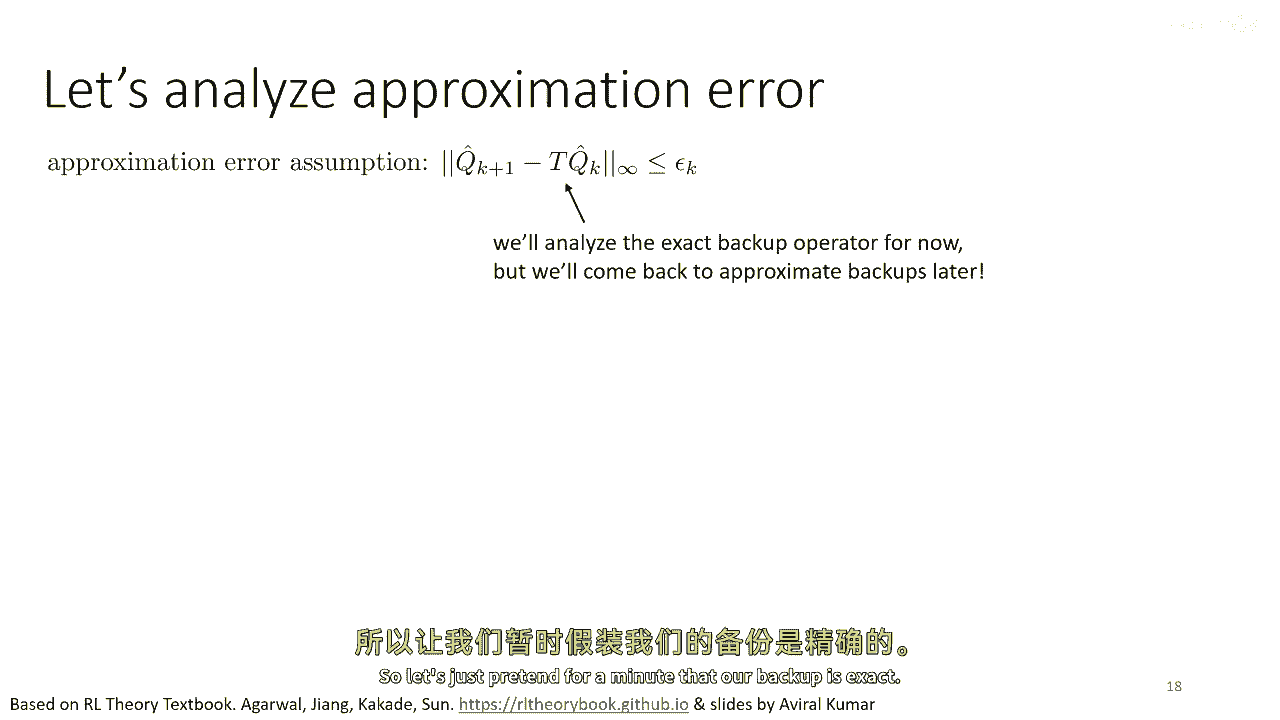 Let's analyze approximation error
approximation error assumption: $||\hat{Q}_{k+1} - T\hat{Q}_k||_\infty \leq \epsilon_k$
we'll analyze the exact backup operator for now,
but we'll come back to approximate backups later!
所以让我们暂时假装我们的备份是精确的。
So let's just pretend for a minute that our backup is exact.
18
Based on RL Theory Textbook. Agarwal, Jiang, Kakade, Sun. https://rltheorybook.github.io & slides by Aviral Kumar